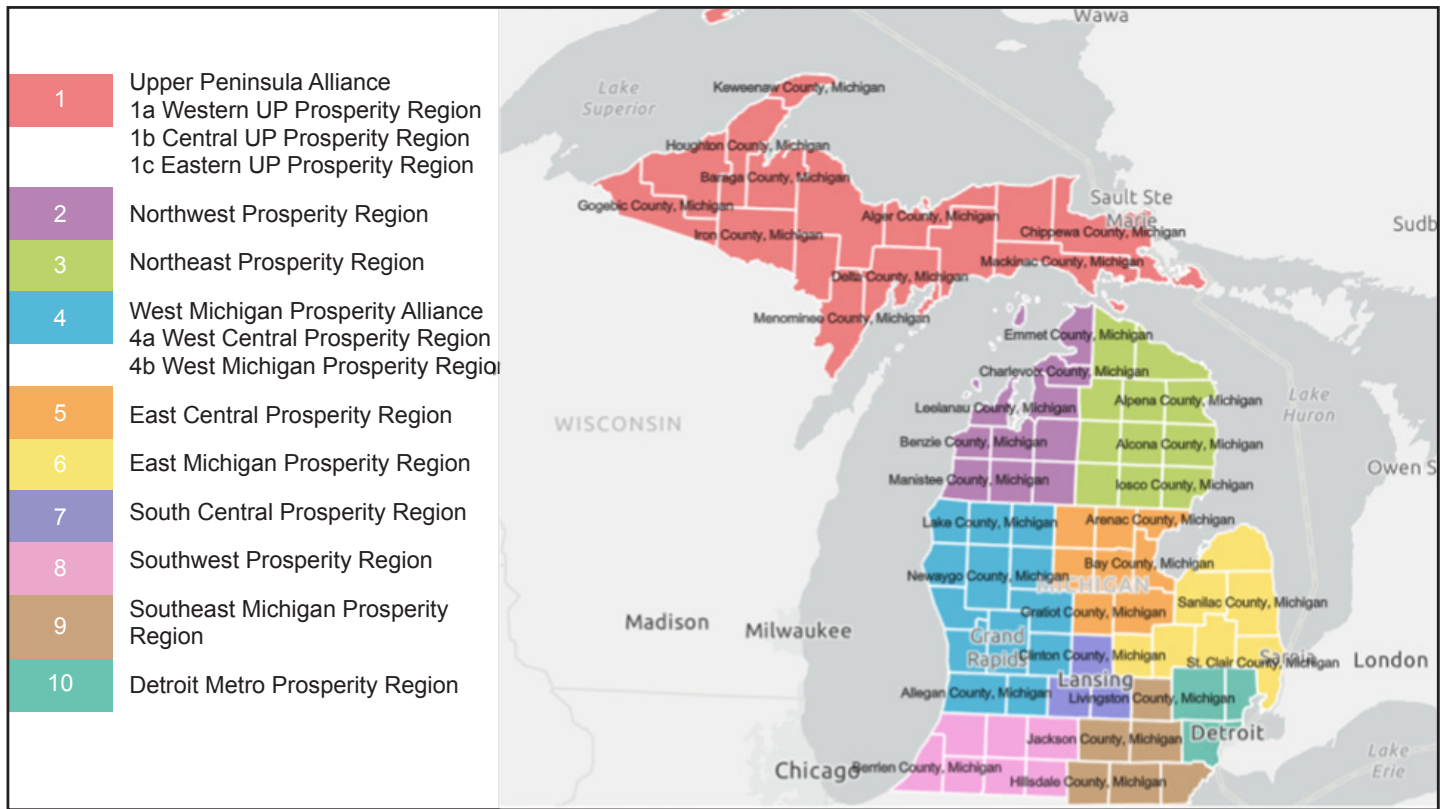 1
Upper Peninsula Alliance
1a Western UP Prosperity Region
1b Central UP Prosperity Region
1c Eastern UP Prosperity Region
2
Northwest Prosperity Region
3
Northeast Prosperity Region
4
West Michigan Prosperity Alliance
4a West Central Prosperity Region
4b West Michigan Prosperity Region
5
East Central Prosperity Region
6
East Michigan Prosperity Region
7
South Central Prosperity Region
8
Southwest Prosperity Region
9
Southeast Michigan Prosperity
Region
10
Detroit Metro Prosperity Region
Wawa
Lake
Superior
Keweenaw County, Michigan
Houghton County, Michigan
Baraga County, Michigan
Gogebic County, Michigan
Iron County, Michigan
Alger County, Michigan
Sault Ste
Marie
Chippewa County, Michigan
Sudb
Mackinac County, Michigan
Delta County, Michigan
Menominee County, Michigan
Emmet County, Michigan
Charlevoix County, Michigan
Leelanau County, Michigan
Alpena County, Michigan
Lake
Huron
WISCONSIN
Benzie County, Michigan
Alcona County, Michigan
Owen S
Manistee County, Michigan
Iosco County, Michigan
Lake County, Michigan
Arenac County, Michigan
Bay County, Michigan
Newaygo County, Michigan
MICHIGAN
Sanilac County, Michigan
Gratiot County, Michigan
Madison
Milwaukee
Grand
Rapids
Clinton County, Michigan
St. Clair County, Michigan
Sarnia
London
Lansing
Allegan County, Michigan
Livingston County, Michigan
Jackson County, Michigan
Detroit
Chicago
Berrien County, Michigan
Hillsdale County, Michigan
Lake
Erie